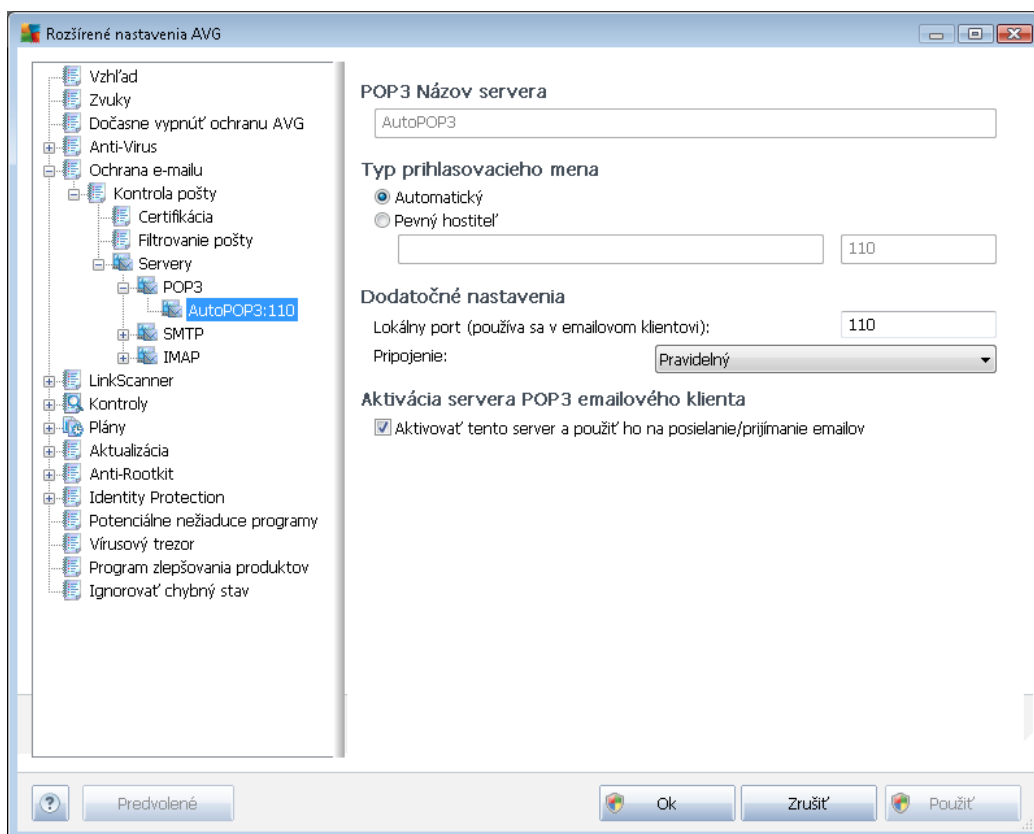 Rozšírené nastavenia AVG
Vzhľad
Zvuky
Dočasne vypnúť ochranu AVG
Anti-Virus
Ochrana e-mailu
Kontrola pošty
Certifikácia
Filtrovanie pošty
Servery
POP3
AutoPOP3:110
SMTP
IMAP
LinkScanner
Kontroly
Plány
Aktualizácia
Anti-Rootkit
Identity Protection
Potenciálne nežiaduce programy
Vírusový trezor
Program zlepšovania produktov
Ignorovať chybný stav
POP3 Názov servera
AutoPOP3
Typ prihlasovacieho mena
Automatický
Pevný hostiteľ
110
Dodatočné nastavenia
Lokálny port (používa sa v emailovom klientovi): 110
Pripojenie: Pravidelný
Aktivácia servera POP3 emailového klienta
Aktivovať tento server a použiť ho na posielanie/prijímanie emailov
? Predvolené Ok Zrušiť Použiť